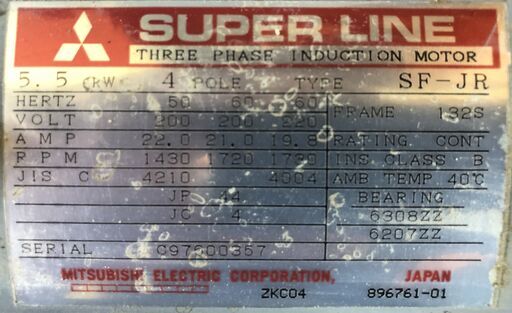 SUPER LINE
THREE PHASE INDUCTION MOTOR
5.5 KW 4 POLE TYPE SF-JR
HERTZ 50 60 60 FRAME 132S
VOLT 200 200 220
AMP 22.0 21.0 19.8 RATING CONT
RPM 1430 1720 1730 INS CLASS B
JIS C 4210 4004 AMB TEMP 40℃
JP 44 BEARING
JC 4 6308ZZ
6207ZZ
SERIAL C97500357
MITSUBISHI ELECTRIC CORPORATION, JAPAN
ZKC04 896761-01